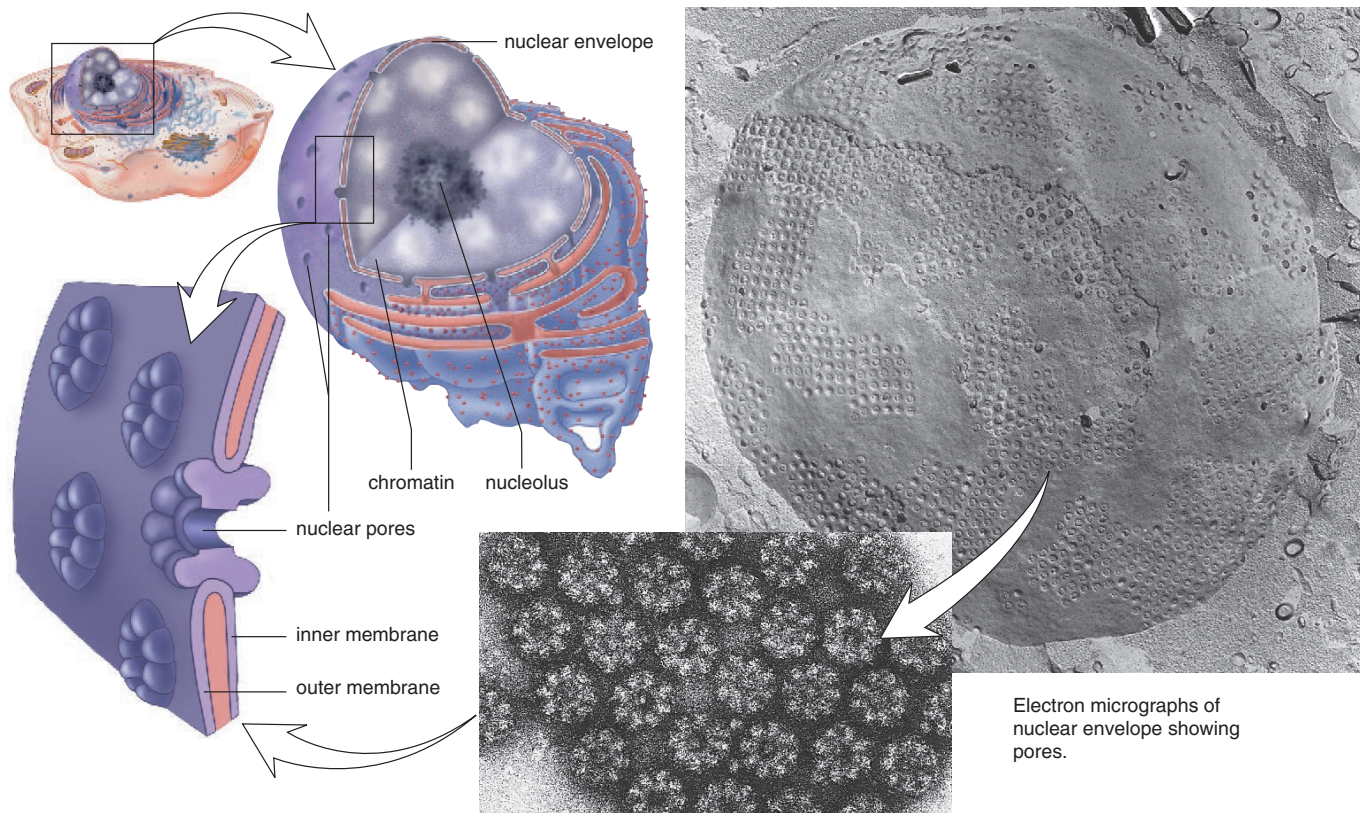 nuclear envelope
chromatin
nucleolus
nuclear pores
inner membrane
outer membrane
Electron micrographs of
nuclear envelope showing
pores.